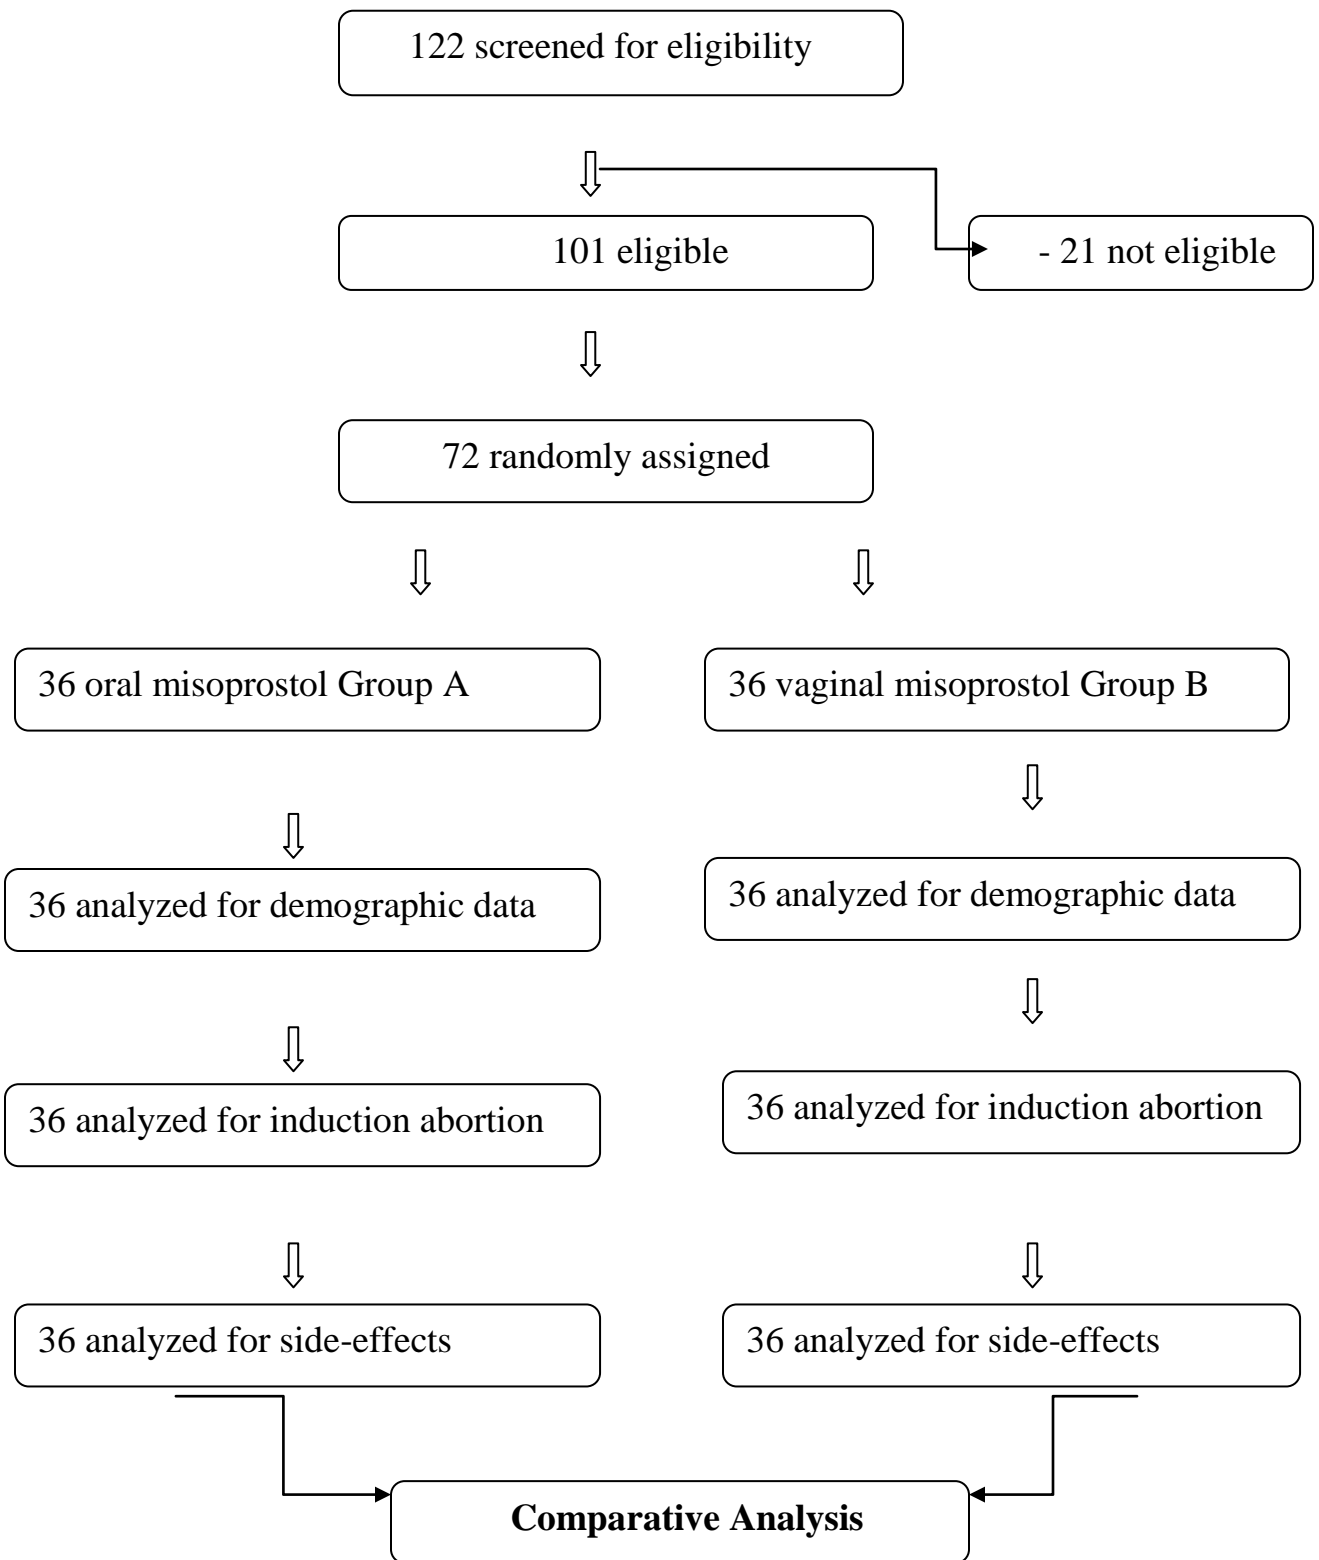 122 screened for eligibility
101 eligible
- 21 not eligible
72 randomly assigned
36 oral misoprostol Group A
36 vaginal misoprostol Group B
36 analyzed for demographic data
36 analyzed for demographic data
36 analyzed for induction abortion
36 analyzed for induction abortion
36 analyzed for side-effects
36 analyzed for side-effects
Comparative Analysis